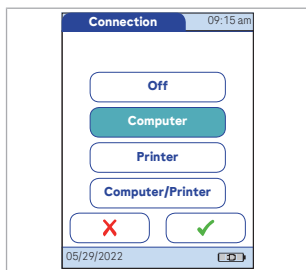 Connection 09:15 am
Off
Computer
Printer
Computer/Printer
05/29/2022